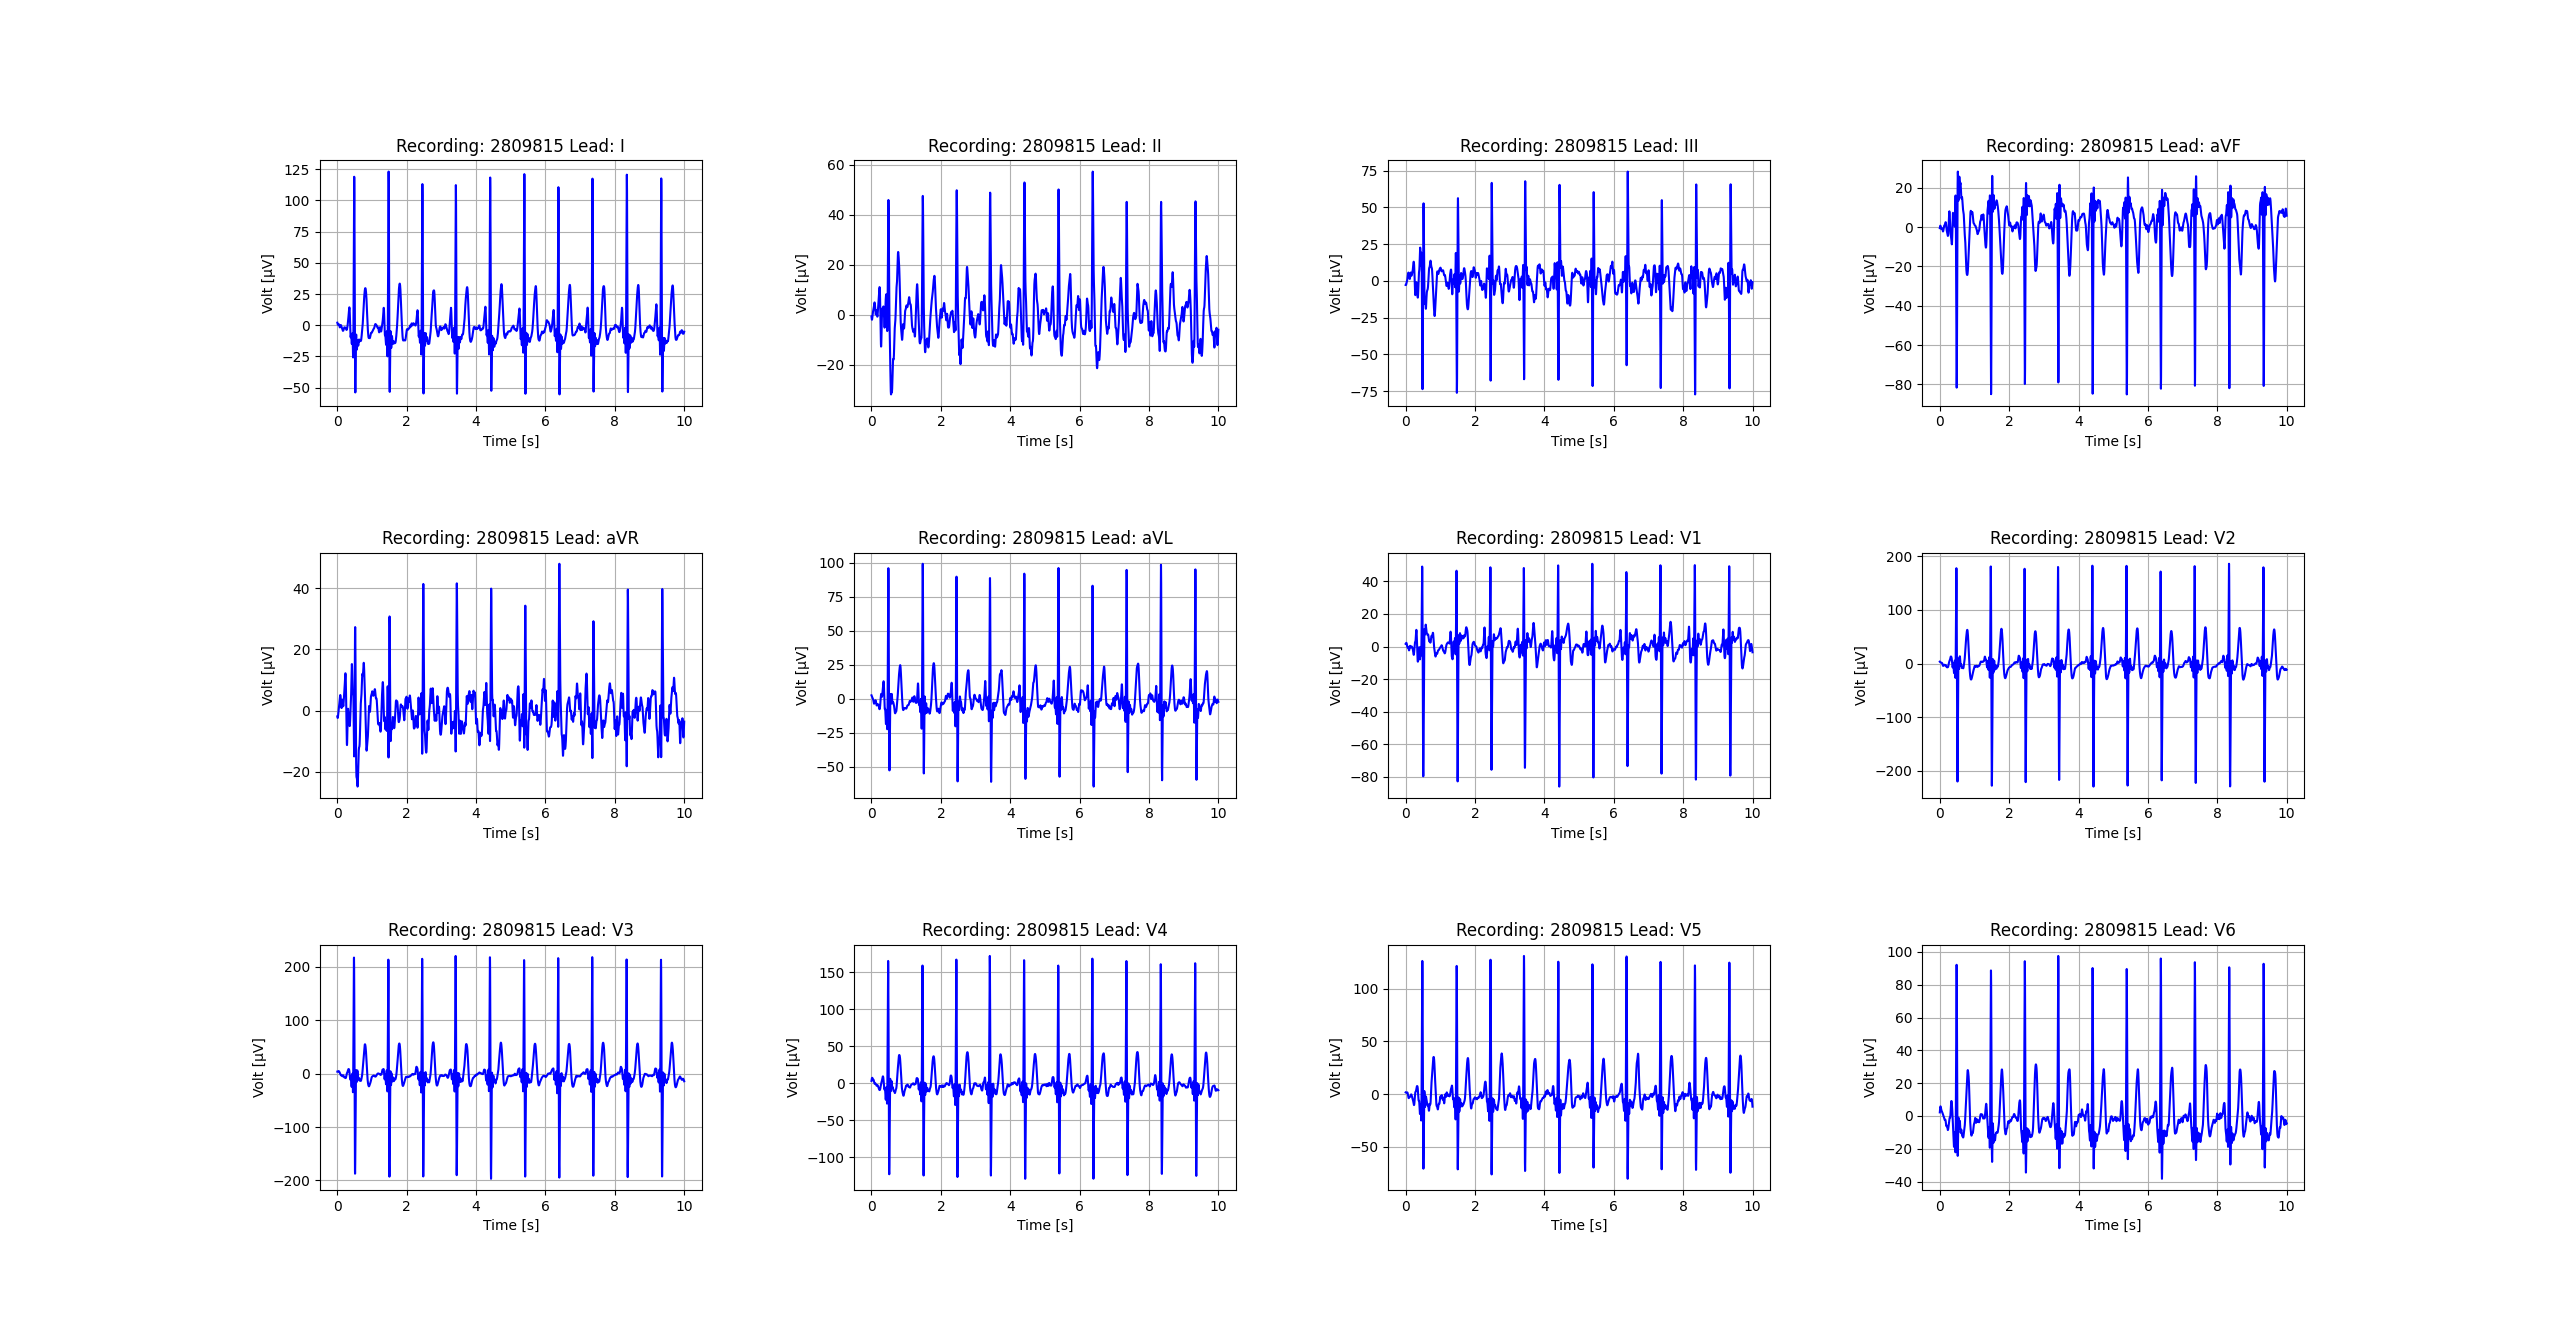 Recording: 2809815 Lead: I
Volt [µV]
125
100
75
50
25
0
−25
−50
0 2 4 6 8 10
Time [s]
Recording: 2809815 Lead: II
Volt [µV]
60
40
20
0
−20
0 2 4 6 8 10
Time [s]
Recording: 2809815 Lead: III
Volt [µV]
75
50
25
0
−25
−50
−75
0 2 4 6 8 10
Time [s]
Recording: 2809815 Lead: aVF
Volt [µV]
20
0
−20
−40
−60
−80
0 2 4 6 8 10
Time [s]
Recording: 2809815 Lead: aVR
Volt [µV]
40
20
0
−20
0 2 4 6 8 10
Time [s]
Recording: 2809815 Lead: aVL
Volt [µV]
100
75
50
25
0
−25
−50
0 2 4 6 8 10
Time [s]
Recording: 2809815 Lead: V1
Volt [µV]
40
20
0
−20
−40
−60
−80
0 2 4 6 8 10
Time [s]
Recording: 2809815 Lead: V2
Volt [µV]
200
100
0
−100
−200
0 2 4 6 8 10
Time [s]
Recording: 2809815 Lead: V3
Volt [µV]
200
100
0
−100
−200
0 2 4 6 8 10
Time [s]
Recording: 2809815 Lead: V4
Volt [µV]
150
100
50
0
−50
−100
0 2 4 6 8 10
Time [s]
Recording: 2809815 Lead: V5
Volt [µV]
100
50
0
−50
0 2 4 6 8 10
Time [s]
Recording: 2809815 Lead: V6
Volt [µV]
100
80
60
40
20
0
−20
−40
0 2 4 6 8 10
Time [s]